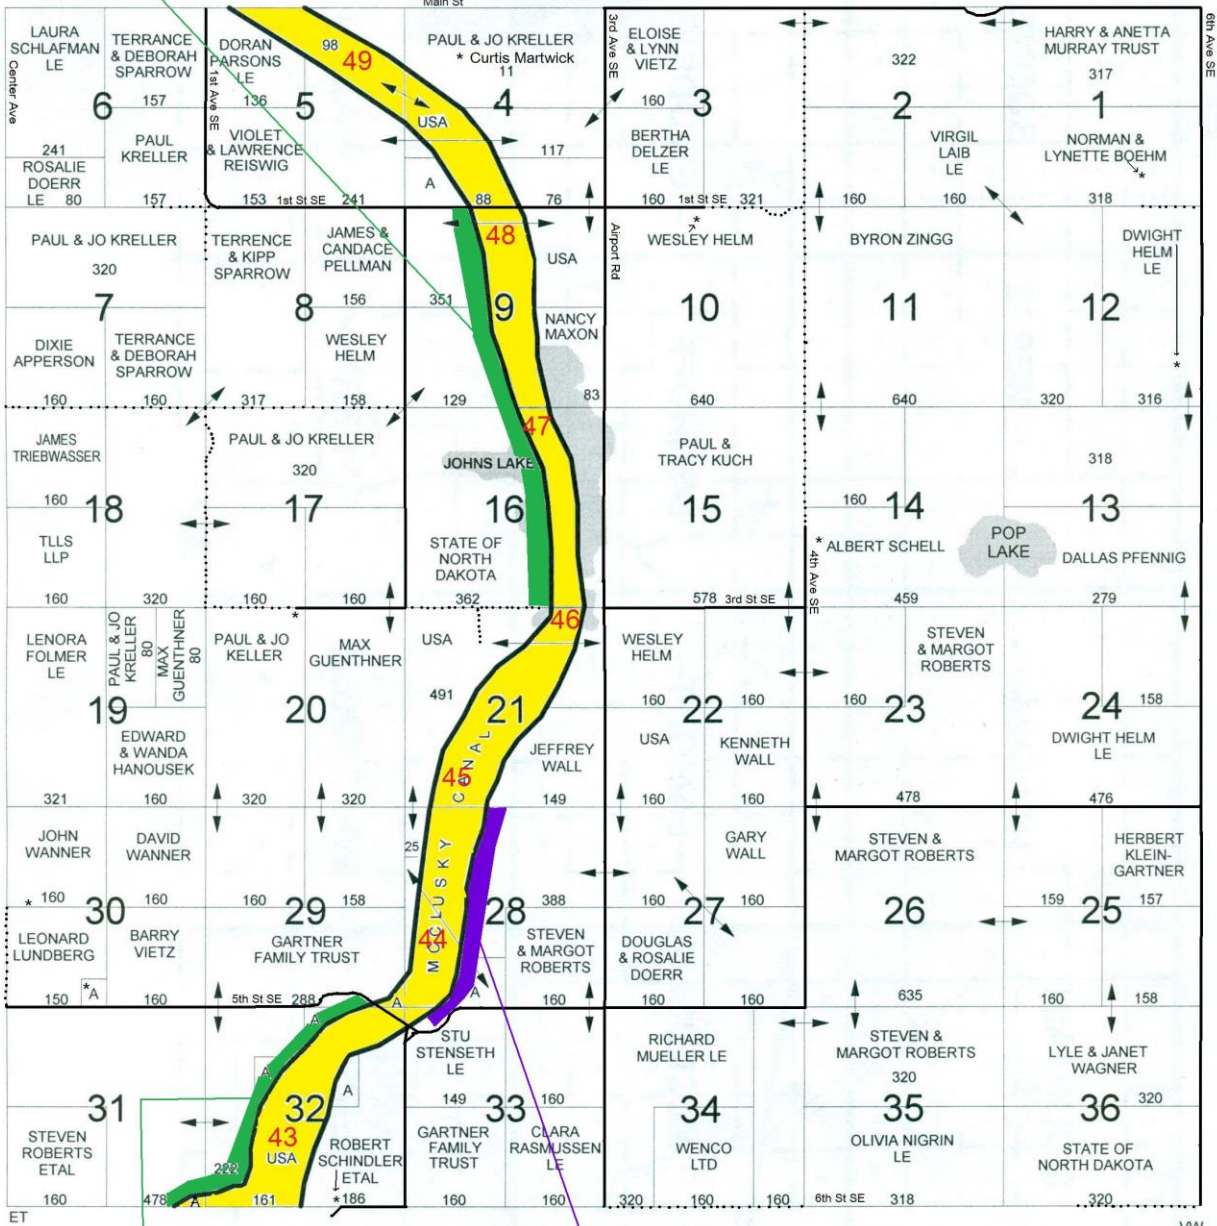 Main St
LAURA
SCHLAFMAN
LE
TERRANCE
& DEBORAH
SPARROW
DORAN
PARSONS
LE
98
49
PAUL & JO KRELLER
* Curtis Martwick
11
3rd Ave SE
ELOISE
& LYNN
VIETZ
322
HARRY & ANETTA
MURRAY TRUST
317
6th Ave SE
Center Ave
1st Ave SE
6
157
136
5
4
160
3
2
1
USA
241
PAUL
KRELLER
VIOLET
& LAWRENCE
REISWIG
117
BERTHA
DELZER
LE
VIRGIL
LAIB
LE
NORMAN &
LYNETTE BOEHM
*
ROSALIE
DOERR
LE 80
157
153
1st St SE
241
A
88
76
160
1st St SE
321
160
160
318
PAUL & JO KRELLER
320
TERRENCE
& KIPP
SPARROW
JAMES &
CANDACE
PELLMAN
48
USA
Airport Rd
*
WESLEY HELM
BYRON ZINGG
DWIGHT
HELM
LE
7
8
156
351
9
10
11
12
DIXIE
APPERSON
TERRANCE
& DEBORAH
SPARROW
WESLEY
HELM
NANCY
MAXON
*
160
160
317
158
129
83
640
640
320
316
47
JAMES
TRIEBWASSER
PAUL & JO KRELLER
320
JOHNS LAKE
PAUL &
TRACY KUCH
318
160
18
17
16
15
160
14
13
TLLS
LLP
STATE OF
NORTH
DAKOTA
* ALBERT SCHELL
POP
LAKE
DALLAS PFENNIG
4th Ave SE
160
320
160
160
362
578
3rd St SE
459
279
*
46
LENORA
FOLMER
LE
PAUL & JO
KRELLER
80
MAX
GUENTHNER
80
PAUL & JO
KELLER
MAX
GUENTHNER
USA
WESLEY
HELM
STEVEN
& MARGOT
ROBERTS
491
160
160
160
158
19
20
21
22
23
24
EDWARD
& WANDA
HANOUSEK
JEFFREY
WALL
USA
KENNETH
WALL
DWIGHT HELM
LE
45
MCCLUSKY CANAL
321
160
320
320
149
160
160
478
476
JOHN
WANNER
DAVID
WANNER
25
GARY
WALL
STEVEN &
MARGOT ROBERTS
HERBERT
KLEIN-
GARTNER
* 160
160
160
158
388
160
160
159
157
30
29
28
27
26
25
44
LEONARD
LUNDBERG
BARRY
VIETZ
GARTNER
FAMILY TRUST
STEVEN
& MARGOT
ROBERTS
DOUGLAS
& ROSALIE
DOERR
150
*A
160
5th St SE
288
A
A
160
160
160
635
160
158
A
STU
STENSETH
LE
RICHARD
MUELLER LE
STEVEN &
MARGOT ROBERTS
320
LYLE & JANET
WAGNER
A
A
149
160
320
31
32
33
34
35
36
43
USA
STEVEN
ROBERTS
ETAL
ROBERT
SCHINDLER
ETAL
GARTNER
FAMILY
TRUST
CLARA
RASMUSSEN
LE
WENCO
LTD
OLIVIA NIGRIN
LE
STATE OF
NORTH DAKOTA
222
160
478
A
161
* 186
160
160
320
160
160
6th St SE
318
320
ET
VW